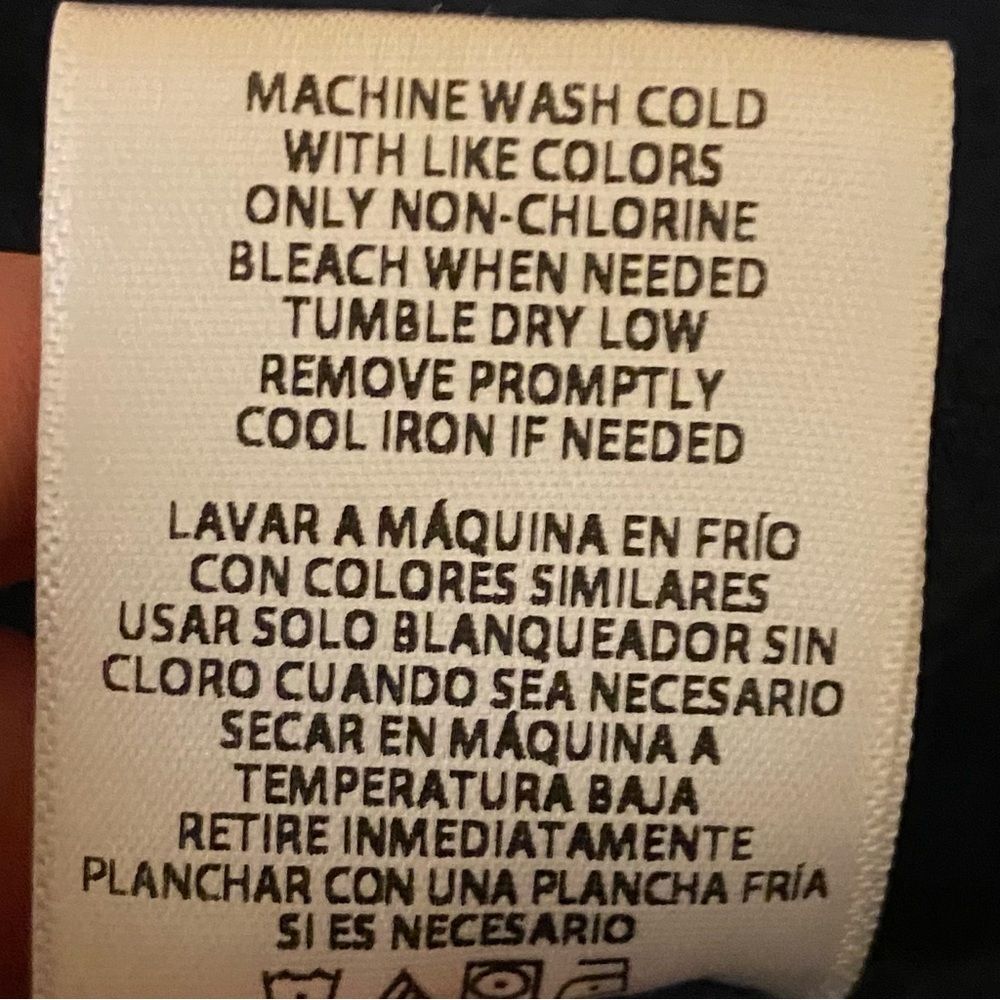 MACHINE WASH COLD
WITH LIKE COLORS
ONLY NON-CHLORINE
BLEACH WHEN NEEDED
TUMBLE DRY LOW
REMOVE PROMPTLY
COOL IRON IF NEEDED
LAVAR A MÁQUINA EN FRÍO
CON COLORES SIMILARES
USAR SOLO BLANQUEADOR SIN
CLORO CUANDO SEA NECESARIO
SECAR EN MÁQUINA A
TEMPERATURA BAJA
RETIRE INMEDIATAMENTE
PLANCHAR CON UNA PLANCHA FRÍA
SI ES NECESARIO